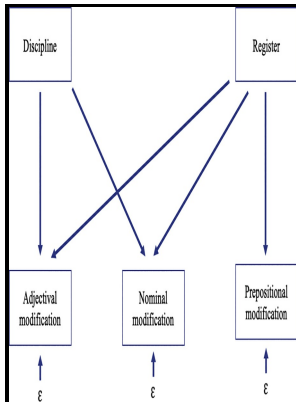 Discipline
Register
Adjectival
modification
Nominal
modification
Prepositional
modification
ε
ε
ε